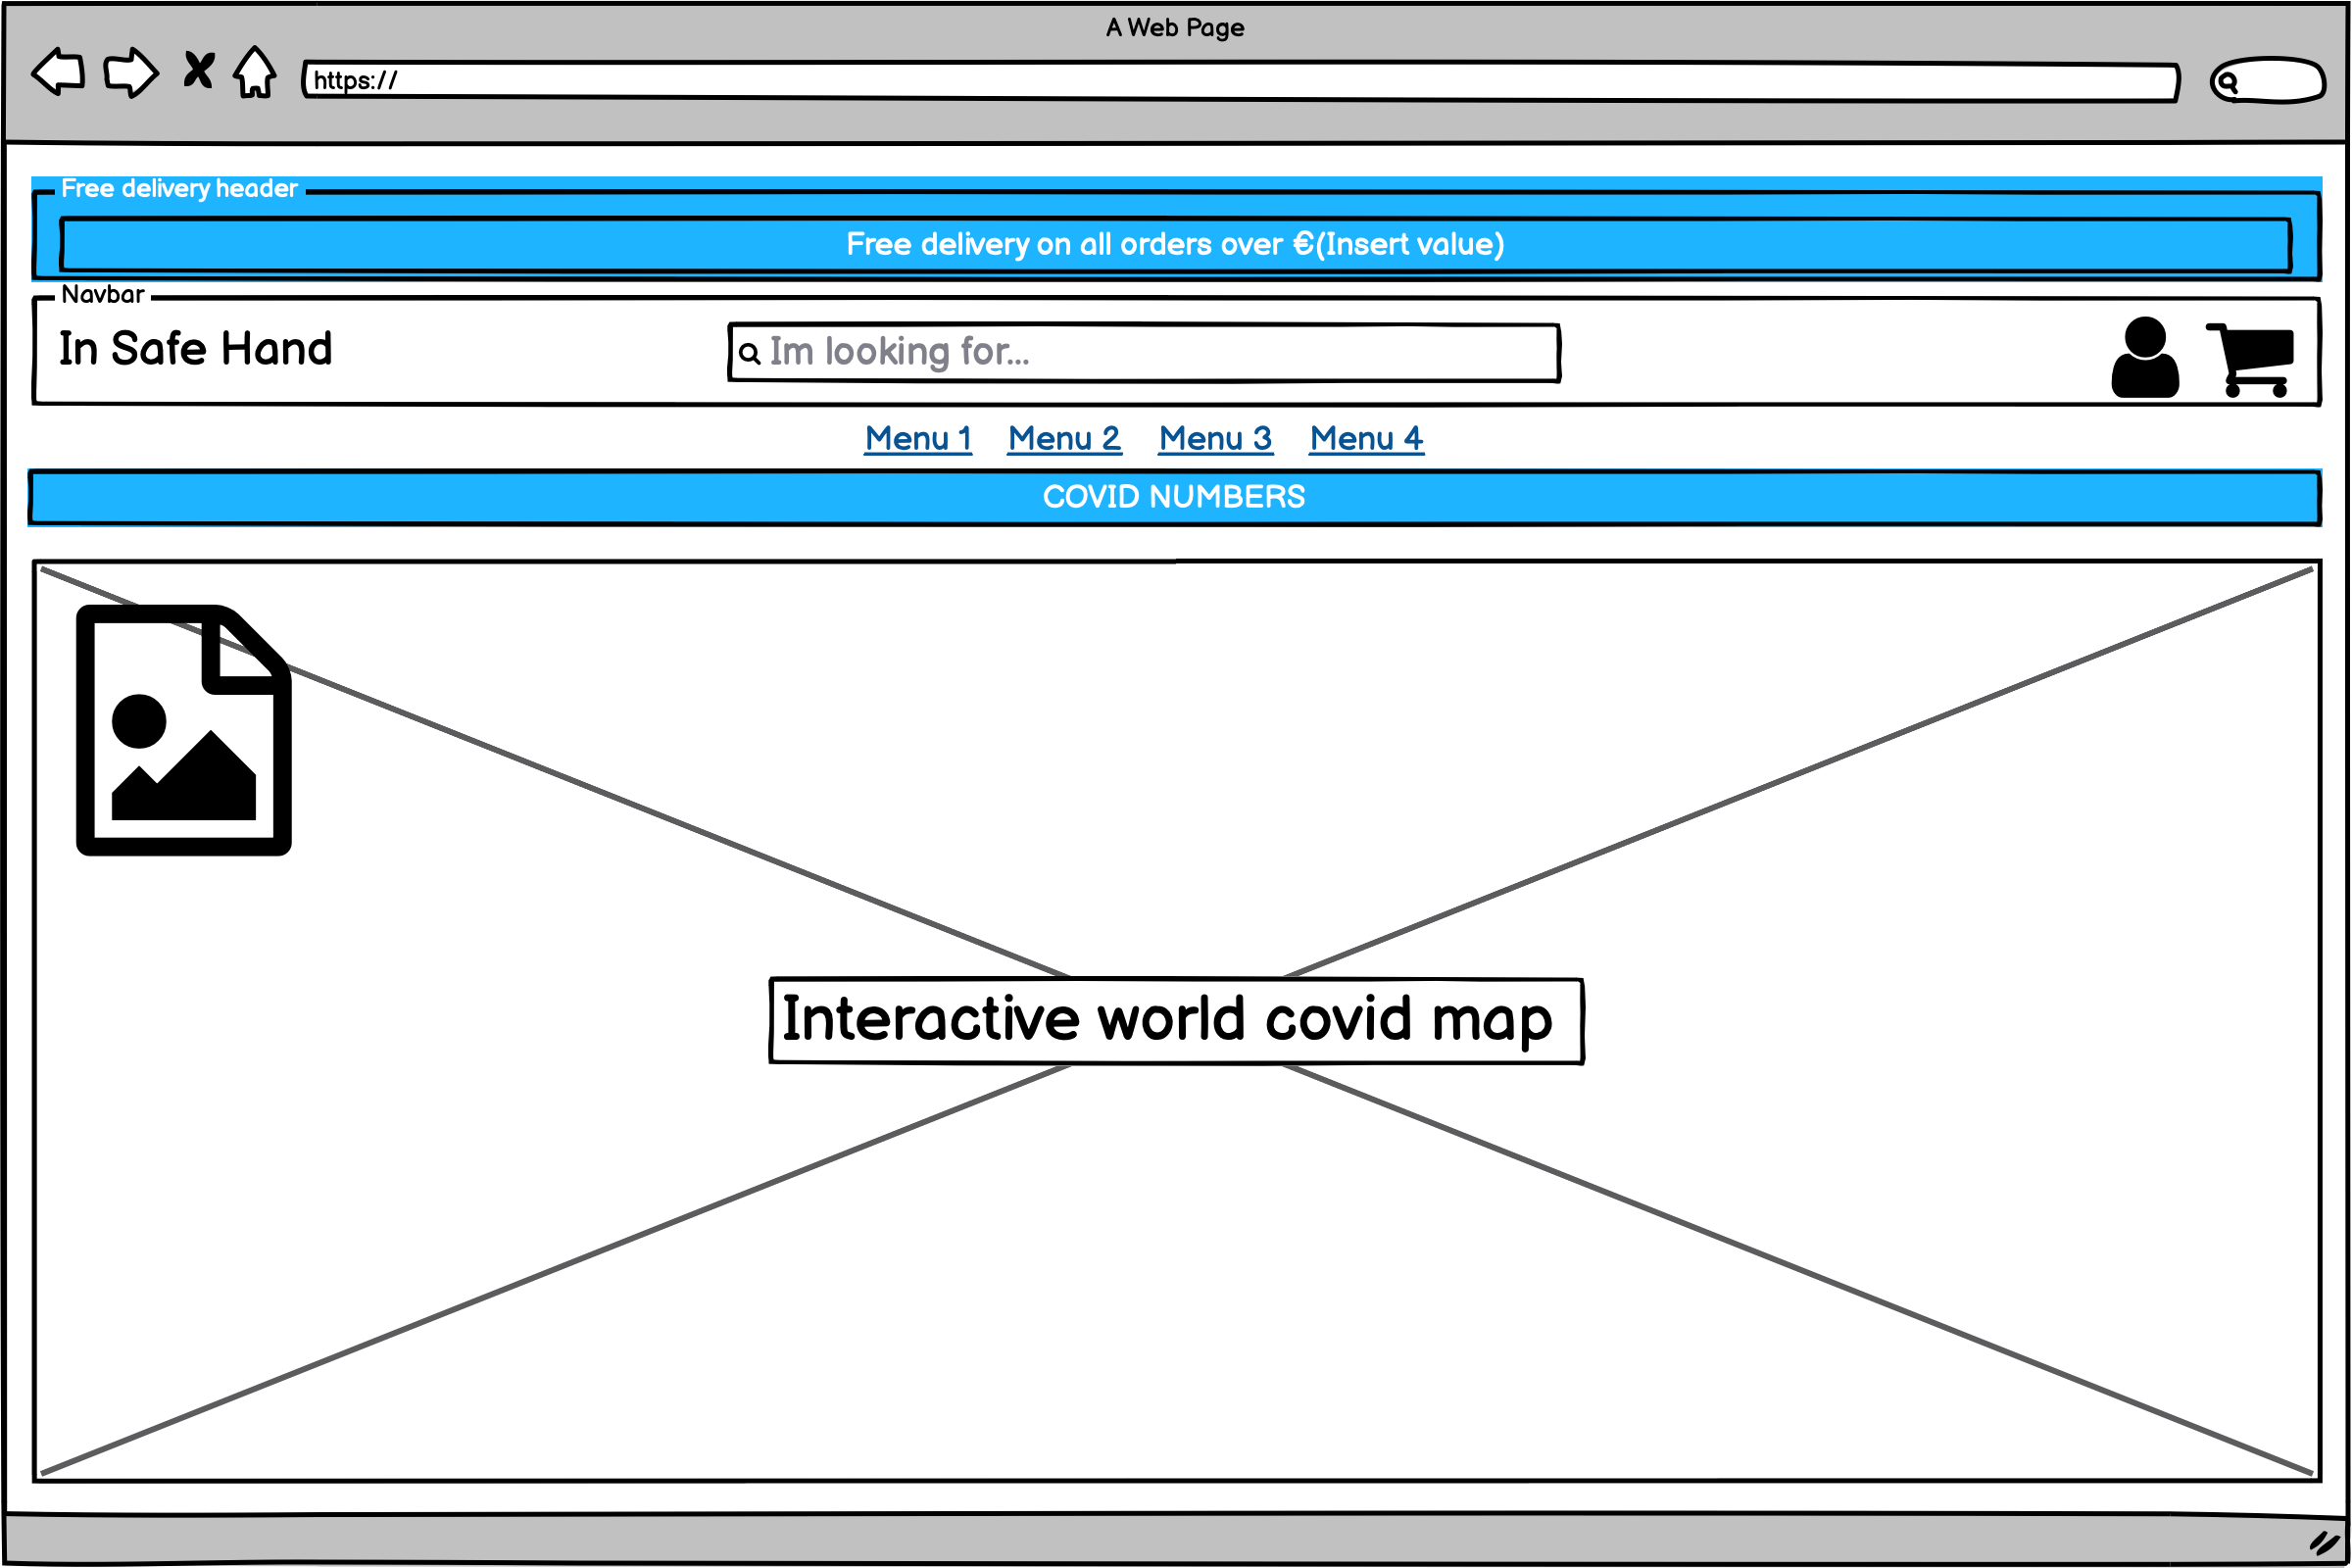 A Web Page
https://
Free delivery header
Free delivery on all orders over €(Insert value)
Navbar
In Safe Hand
Im looking for...
Menu 1 Menu 2 Menu 3 Menu 4
COVID NUMBERS
Interactive world covid map